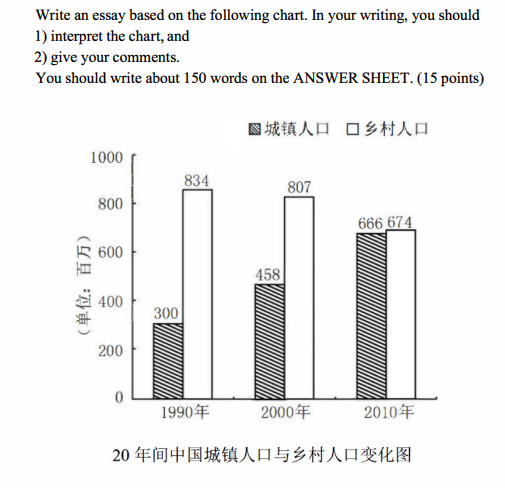 Write an essay based on the following chart. In your writing, you should
1) interpret the chart, and
2) give your comments.
You should write about 150 words on the ANSWER SHEET. (15 points)
城镇人口 乡村人口
(单位：百万)
1000
800
600
400
200
0
834
300
807
458
666 674
1990年 2000年 2010年
20 年间中国城镇人口与乡村人口变化图